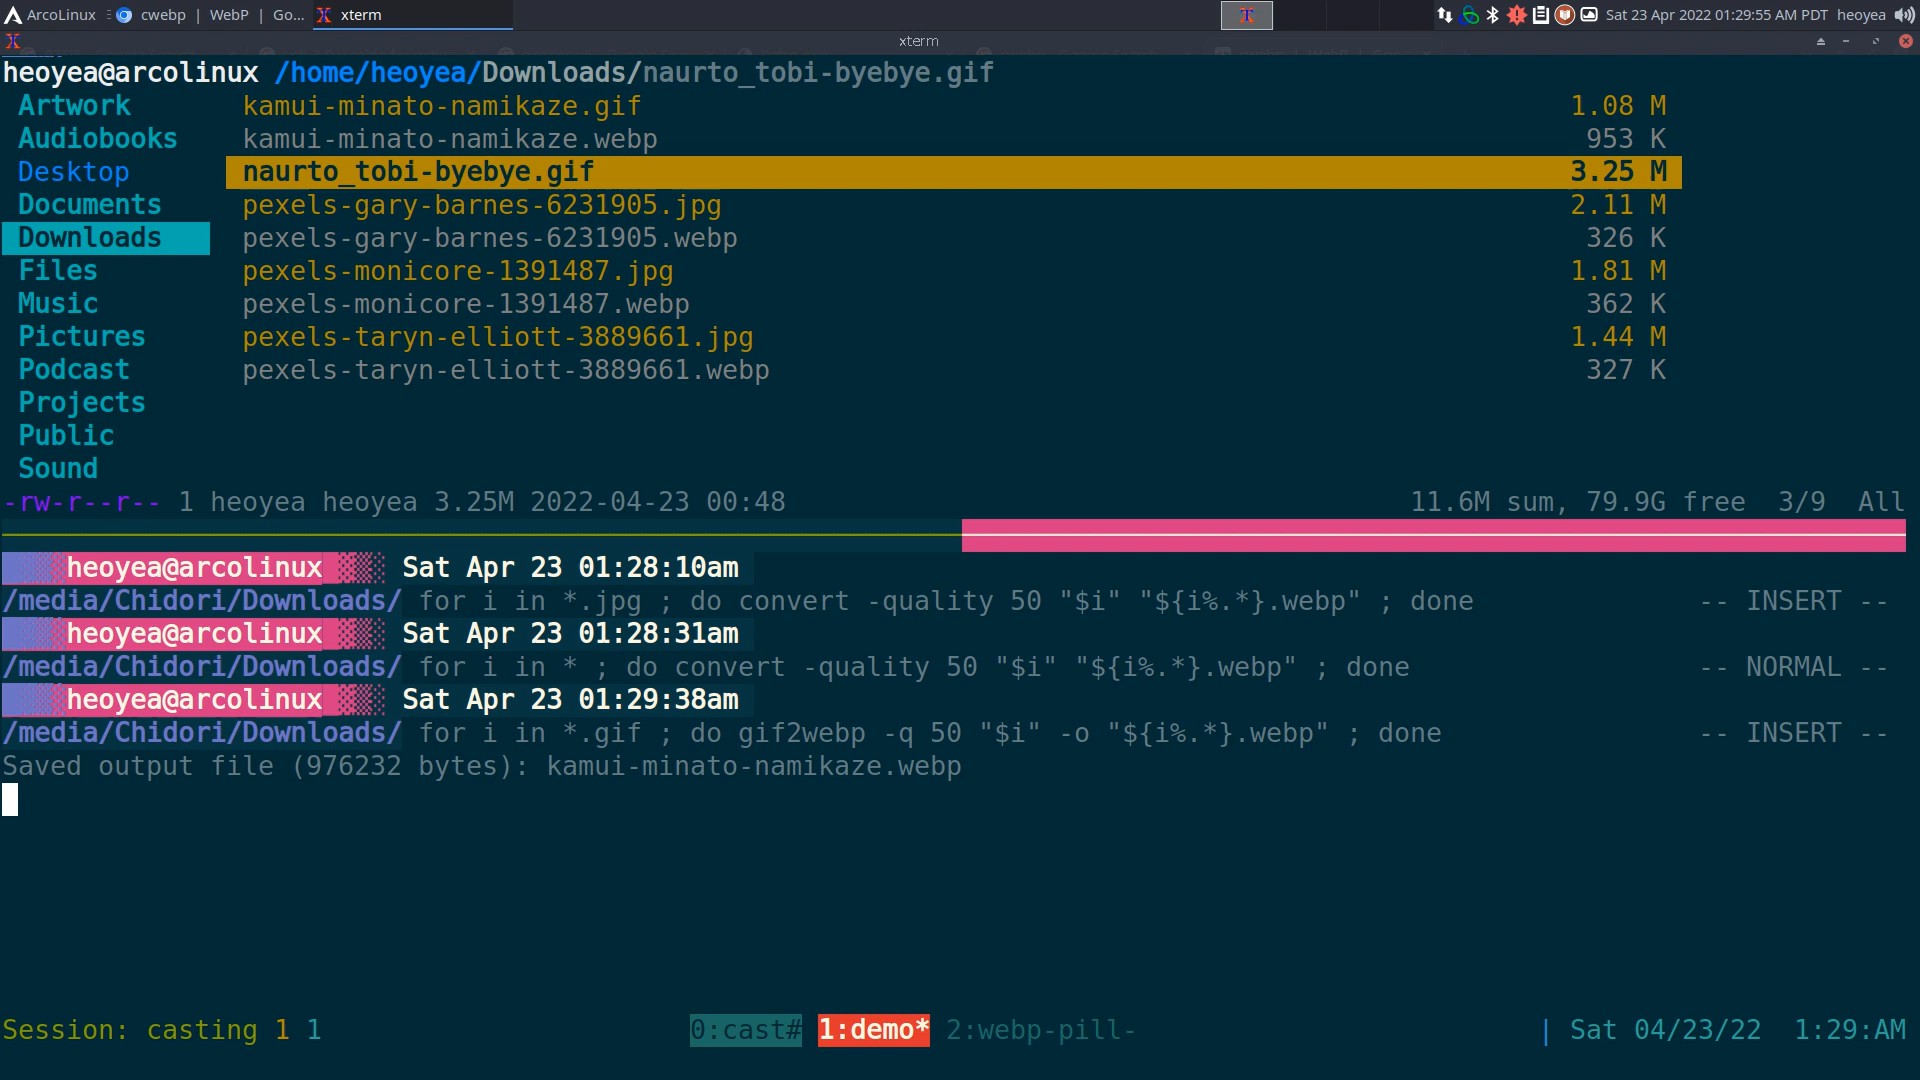 ArcoLinux cwebp | WebP | Go... xterm Sat 23 Apr 2022 01:29:55 AM PDT heoyea
xterm
heoyea@arcolinux /home/heoyea/Downloads/naurto_tobi-byebye.gif
Artwork kamui-minato-namikaze.gif 1.08 M
Audiobooks kamui-minato-namikaze.webp 953 K
Desktop naurto_tobi-byebye.gif 3.25 M
Documents pexels-gary-barnes-6231905.jpg 2.11 M
Downloads pexels-gary-barnes-6231905.webp 326 K
Files pexels-monicore-1391487.jpg 1.81 M
Music pexels-monicore-1391487.webp 362 K
Pictures pexels-taryn-elliott-3889661.jpg 1.44 M
Podcast pexels-taryn-elliott-3889661.webp 327 K
Projects
Public
Sound
-rw-r--r-- 1 heoyea heoyea 3.25M 2022-04-23 00:48 11.6M sum, 79.9G free 3/9 All
heoyea@arcolinux Sat Apr 23 01:28:10am
/media/Chidori/Downloads/ for i in *.jpg ; do convert -quality 50 "$i" "${i%.*}.webp" ; done -- INSERT --
heoyea@arcolinux Sat Apr 23 01:28:31am
/media/Chidori/Downloads/ for i in * ; do convert -quality 50 "$i" "${i%.*}.webp" ; done -- NORMAL --
heoyea@arcolinux Sat Apr 23 01:29:38am
/media/Chidori/Downloads/ for i in *.gif ; do gif2webp -q 50 "$i" -o "${i%.*}.webp" ; done -- INSERT --
Saved output file (976232 bytes): kamui-minato-namikaze.webp
Session: casting 1 1 0:cast# 1:demo* 2:webp-pill- | Sat 04/23/22 1:29:AM